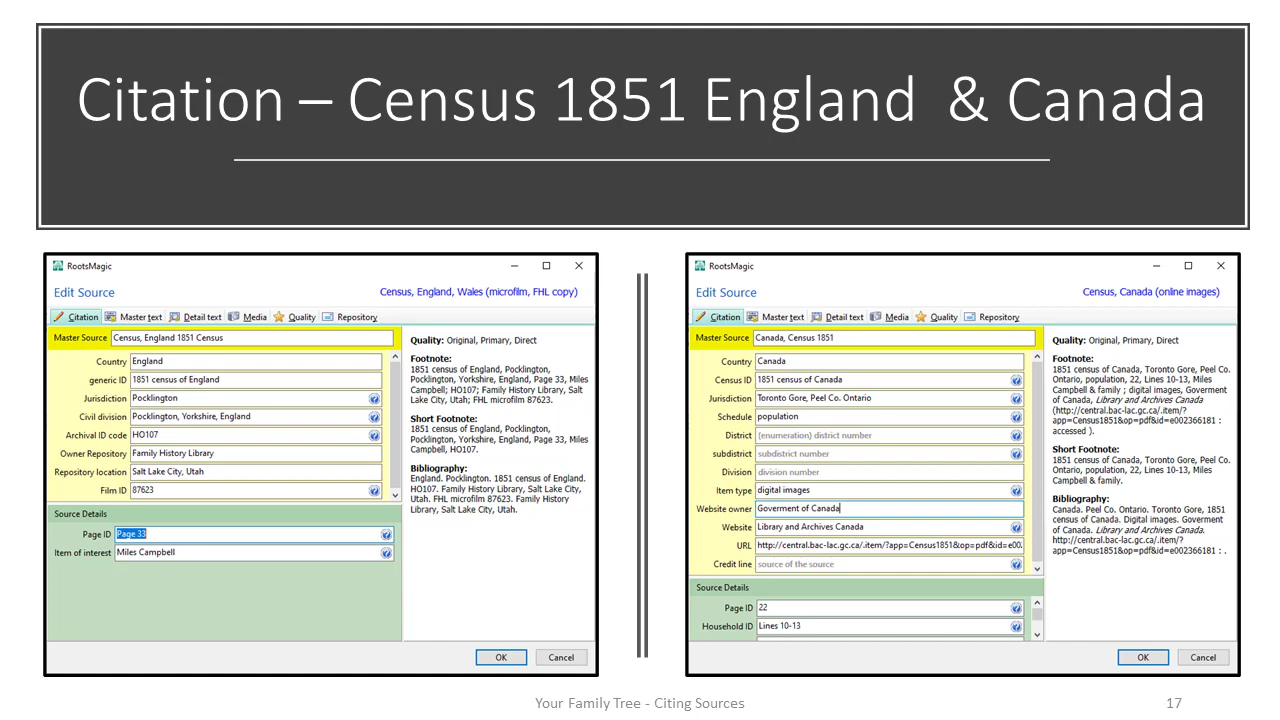 Citation – Census 1851 England & Canada
RootsMagic
Edit Source
Census, England, Wales (microfilm, FHL copy)
Citation Master text Detail text Media Quality Repository
Master Source Census, England 1851 Census
Country England
generic ID 1851 census of England
Jurisdiction Pocklington
Civil division Pocklington, Yorkshire, England
Archival ID code HO107
Owner Repository Family History Library
Repository location Salt Lake City, Utah
Film ID 87623
Source Details
Page ID Page 33
Item of interest Miles Campbell
Quality: Original, Primary, Direct
Footnote:
1851 census of England, Pocklington,
Pocklington, Yorkshire, England, Page 33, Miles
Campbell; HO107; Family History Library, Salt
Lake City, Utah; FHL microfilm 87623.
Short Footnote:
1851 census of England, Pocklington,
Pocklington, Yorkshire, England, Page 33, Miles
Campbell, HO107.
Bibliography:
England. Pocklington. 1851 census of England.
HO107. Family History Library, Salt Lake City,
Utah. FHL microfilm 87623. Family History
Library, Salt Lake City, Utah.
OK Cancel
RootsMagic
Edit Source
Census, Canada (online images)
Citation Master text Detail text Media Quality Repository
Master Source Canada, Census 1851
Country Canada
Census ID 1851 census of Canada
Jurisdiction Toronto Gore, Peel Co. Ontario
Schedule population
District (enumeration) district number
subdistrict subdistrict number
Division division number
Item type digital images
Website owner Goverment of Canada
Website Library and Archives Canada
URL http://central.bac-lac.gc.ca/.item/?app=Census1851&op=pdf&id=e00.
Credit line source of the source
Source Details
Page ID 22
Household ID Lines 10-13
Quality: Original, Primary, Direct
Footnote:
1851 census of Canada, Toronto Gore, Peel Co.
Ontario, population, 22, Lines 10-13, Miles
Campbell & family ; digital images, Goverment
of Canada, Library and Archives Canada
(http://central.bac-lac.gc.ca/.item/?
app=Census1851&op=pdf&id=e002366181 :
accessed ).
Short Footnote:
1851 census of Canada, Toronto Gore, Peel Co.
Ontario, population, 22, Lines 10-13, Miles
Campbell & family.
Bibliography:
Canada. Peel Co. Ontario. Toronto Gore, 1851
census of Canada. Digital images. Goverment
of Canada. Library and Archives Canada.
http://central.bac-lac.gc.ca/.item/?
app=Census1851&op=pdf&id=e002366181 : .
OK Cancel
Your Family Tree - Citing Sources
17